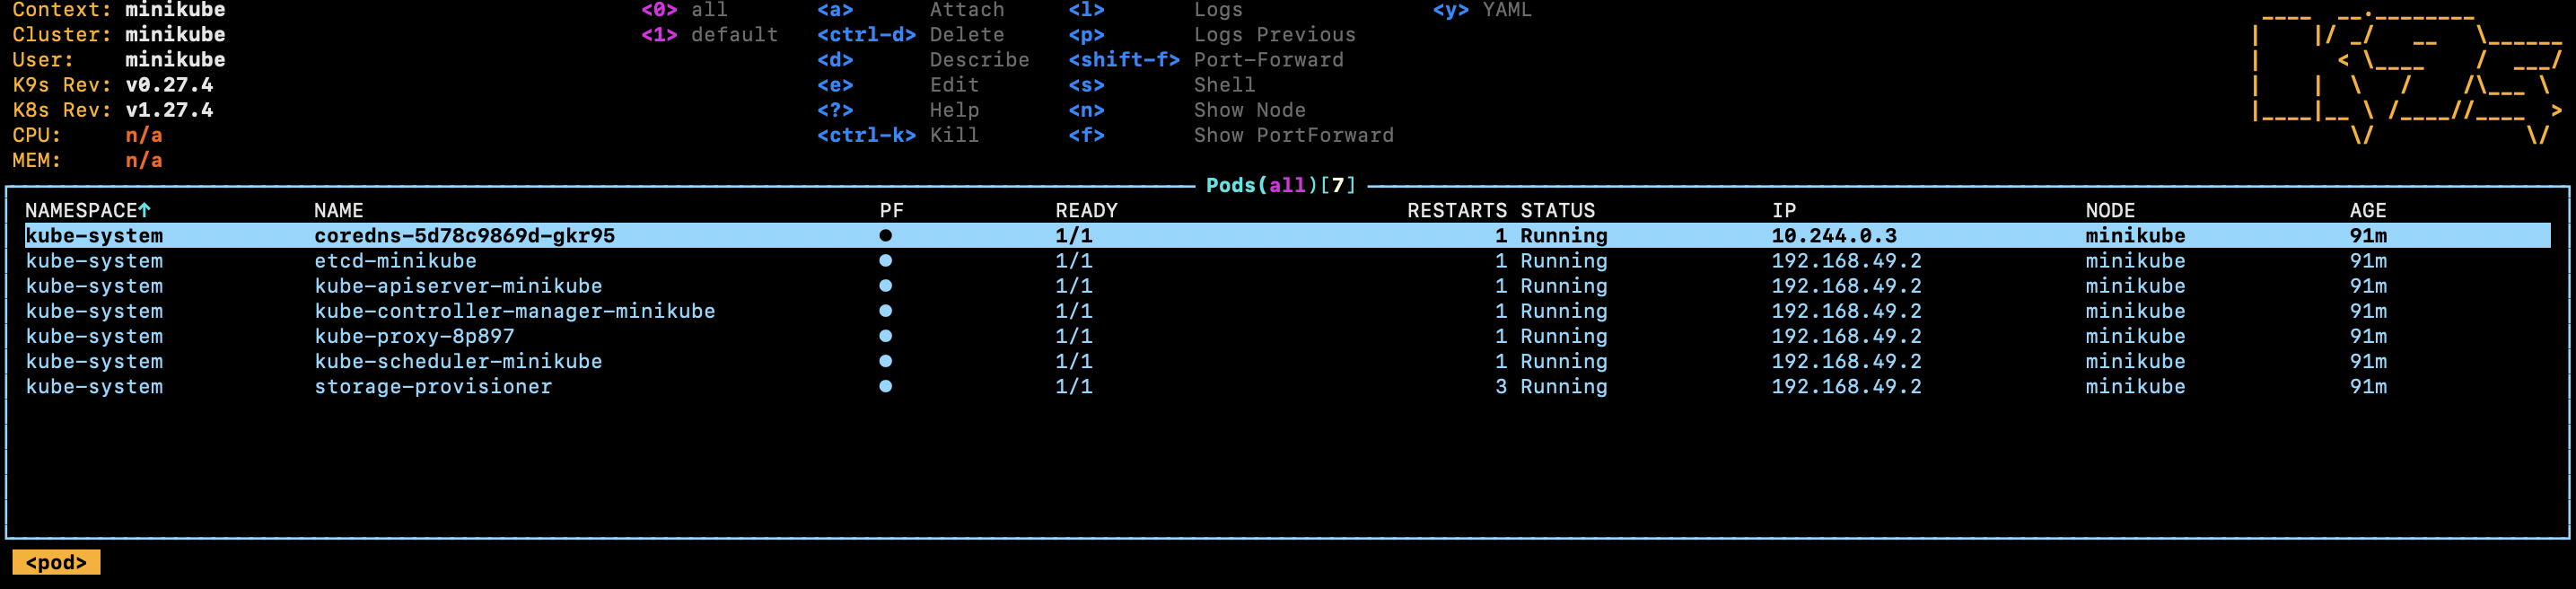 Context: minikube <0> all <a> Attach <l> Logs <y> YAML
Cluster: minikube <1> default <ctrl-d> Delete <p> Logs Previous
User: minikube <d> Describe <shift-f> Port-Forward
K9s Rev: v0.27.4 <e> Edit <s> Shell
K8s Rev: v1.27.4 <?> Help <n> Show Node
CPU: n/a <ctrl-k> Kill <f> Show PortForward
MEM: n/a
Pods(all)[7]
NAMESPACE↑ NAME PF READY RESTARTS STATUS IP NODE AGE
kube-system coredns-5d78c9869d-gkr95 ● 1/1 1 Running 10.244.0.3 minikube 91m
kube-system etcd-minikube ● 1/1 1 Running 192.168.49.2 minikube 91m
kube-system kube-apiserver-minikube ● 1/1 1 Running 192.168.49.2 minikube 91m
kube-system kube-controller-manager-minikube ● 1/1 1 Running 192.168.49.2 minikube 91m
kube-system kube-proxy-8p897 ● 1/1 1 Running 192.168.49.2 minikube 91m
kube-system kube-scheduler-minikube ● 1/1 1 Running 192.168.49.2 minikube 91m
kube-system storage-provisioner ● 1/1 3 Running 192.168.49.2 minikube 91m
<pod>